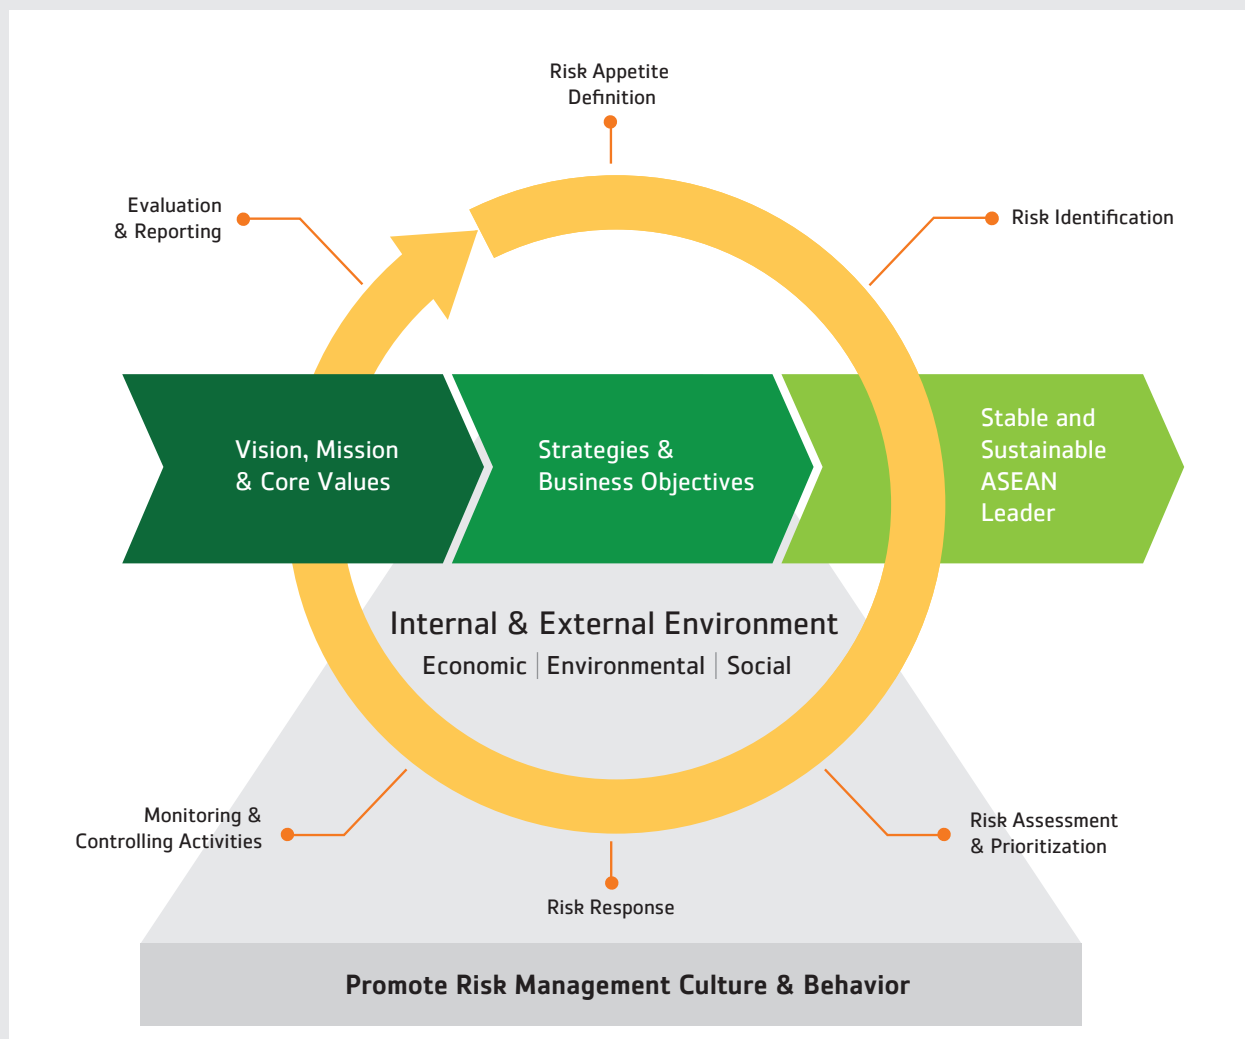 Risk Appetite
Definition
Evaluation
& Reporting
Risk Identification
Vision, Mission
& Core Values
Strategies &
Business Objectives
Stable and
Sustainable
ASEAN
Leader
Internal & External Environment
Economic | Environmental | Social
Monitoring &
Controlling Activities
Risk Assessment
& Prioritization
Risk Response
Promote Risk Management Culture & Behavior